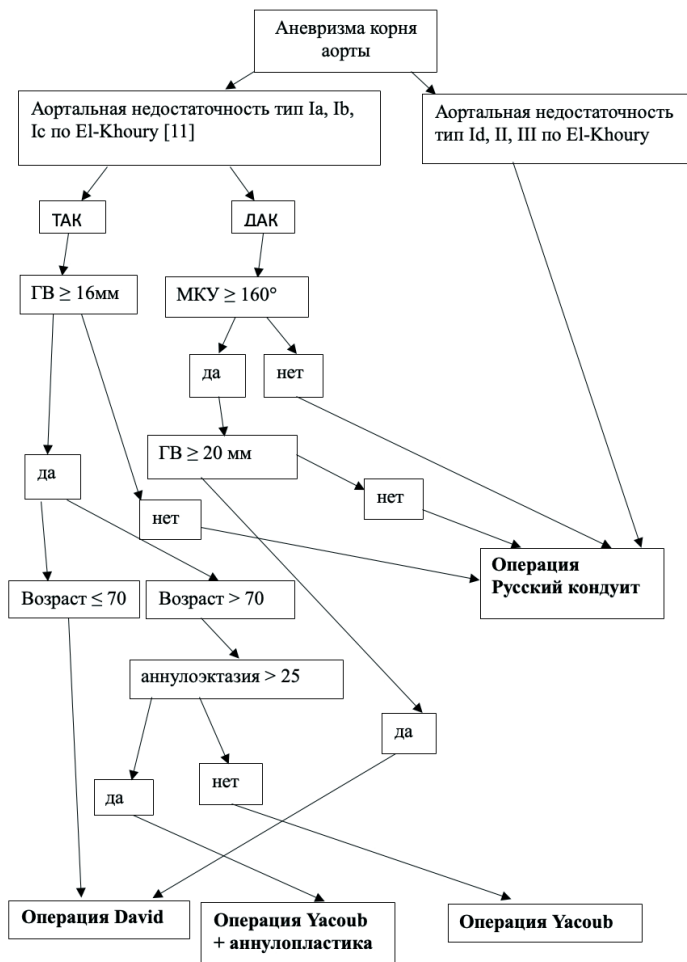 Аневризма корня
аорты
Аортальная недостаточность тип Ia, Ib,
Ic по El-Khoury [11]
Аортальная недостаточность
тип Id, II, III по El-Khoury
ТАК
ДАК
ГВ ≥ 16мм
МКУ ≥ 160°
да
нет
ГВ ≥ 20 мм
да
нет
нет
Операция
Русский кондуит
Возраст ≤ 70
Возраст > 70
аннулоэктазия > 25
да
нет
да
Операция David
Операция Yacoub
+ аннулопластика
Операция Yacoub